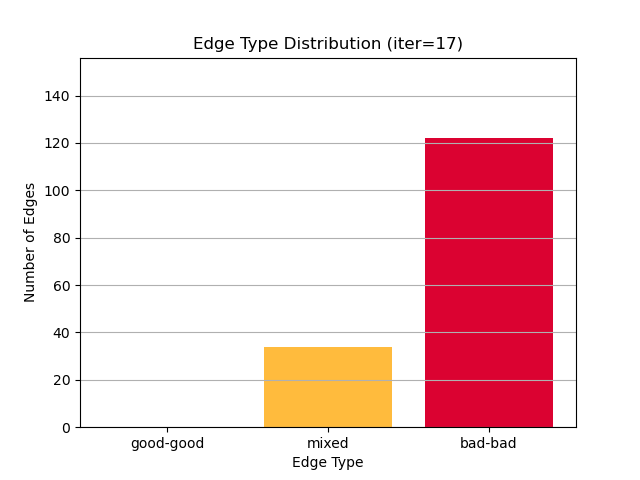 Edge Type Distribution (iter=17)
Number of Edges
140
120
100
80
60
40
20
0
good-good
mixed
bad-bad
Edge Type